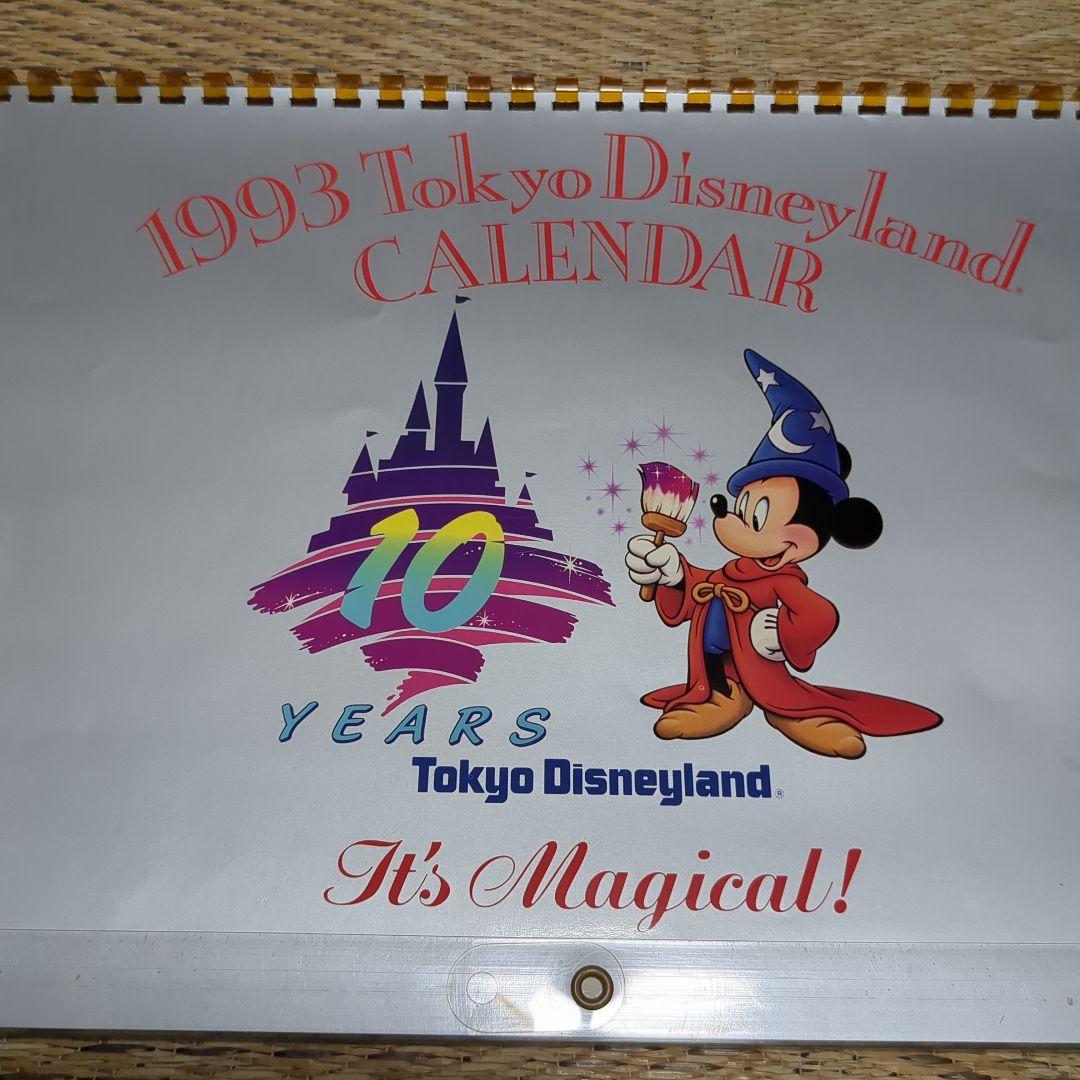 1993 Tokyo Disneyland®
CALENDAR
10
YEARS
Tokyo Disneyland®
It's Magical!